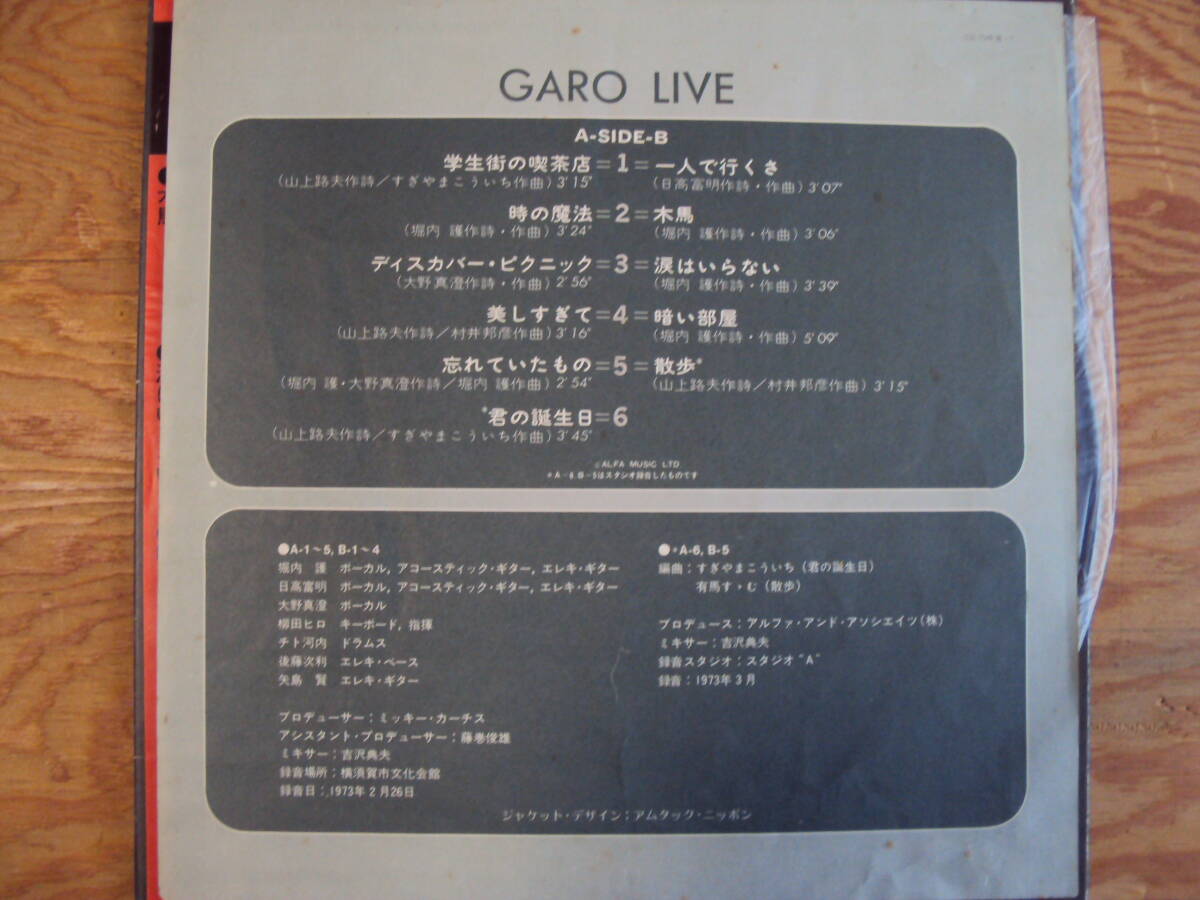 GARO LIVE
A-SIDE-B
学生街の喫茶店=1=一人で行くさ
(山上路夫作詩/すぎやまこういち作曲) 3'15" (日高富明作詩・作曲) 3'07"
時の魔法=2=木馬
(堀内 護作詩・作曲) 3'24" (堀内 護作詩・作曲) 3'06"
ディスカバー・ピクニック=3=涙はいらない
(大野真澄作詩・作曲) 2'56" (堀内 護作詩・作曲) 3'39"
美しすぎて=4=暗い部屋
(山上路夫作詩/村井邦彦作曲) 3'16" (堀内 護作詩・作曲) 5'09"
忘れていたもの=5=散歩*
(堀内 護・大野真澄作詩/堀内 護作曲) 2'54" (山上路夫作詩/村井邦彦作曲) 3'15"
*君の誕生日=6
(山上路夫作詩/すぎやまこういち作曲) 3'45"
ⒸALFA MUSIC LTD
*A-6.B-5はスタジオ録音したものです
●A-1~5, B-1~4
堀内 護 ボーカル, アコースティック・ギター, エレキ・ギター
日高富明 ボーカル, アコースティック・ギター, エレキ・ギター
大野真澄 ボーカル
柳田ヒロ キーボード, 指揮
チト河内 ドラムス
後藤次利 エレキ・ベース
矢島 賢 エレキ・ギター
プロデューサー:ミッキー・カーチス
アシスタント・プロデューサー:藤巻俊雄
ミキサー:吉沢典夫
録音場所:横須賀市文化会館
録音日:1973年2月26日
●*A-6, B-5
編曲:すぎやまこういち(君の誕生日)
有馬すゝむ(散歩)
プロデュース:アルファ・アンド・アソシエイツ(株)
ミキサー:吉沢典夫
録音スタジオ:スタジオ"A"
録音:1973年3月
ジャケット・デザイン:アムタック・ニッポン